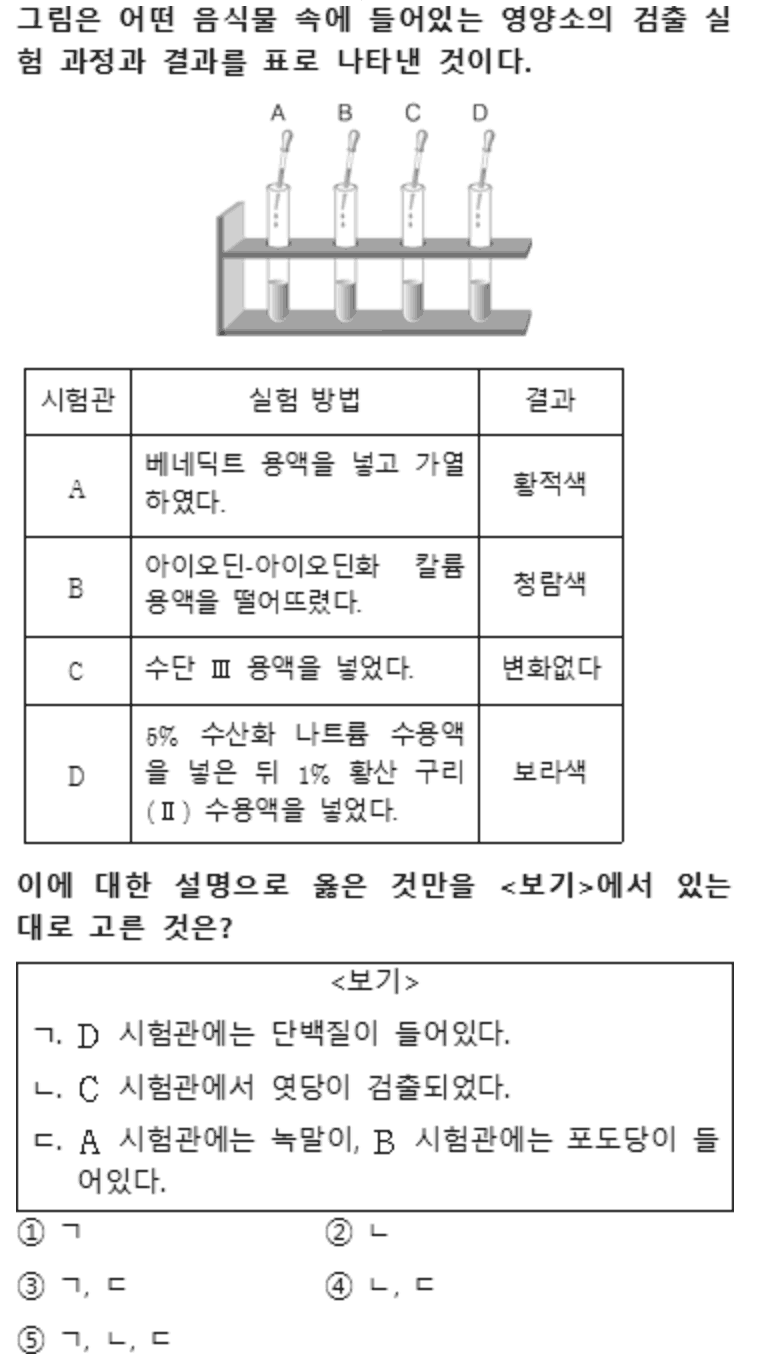 그림은 어떤 음식물 속에 들어있는 영양소의 검출 실
험 과정과 결과를 표로 나타낸 것이다.
A B C D
시험관 실험 방법 결과
A 베네딕트 용액을 넣고 가열
하였다. 황적색
B 아이오딘-아이오딘화 칼륨
용액을 떨어뜨렸다. 청람색
C 수단 Ⅲ 용액을 넣었다. 변화없다
D 5% 수산화 나트륨 수용액
을 넣은 뒤 1% 황산 구리
(Ⅱ) 수용액을 넣었다. 보라색
이에 대한 설명으로 옳은 것만을 <보기>에서 있는
대로 고른 것은?
<보기>
ㄱ. D 시험관에는 단백질이 들어있다.
ㄴ. C 시험관에서 엿당이 검출되었다.
ㄷ. A 시험관에는 녹말이, B 시험관에는 포도당이 들
어있다.
① ㄱ ② ㄴ
③ ㄱ, ㄷ ④ ㄴ, ㄷ
⑤ ㄱ, ㄴ, ㄷ